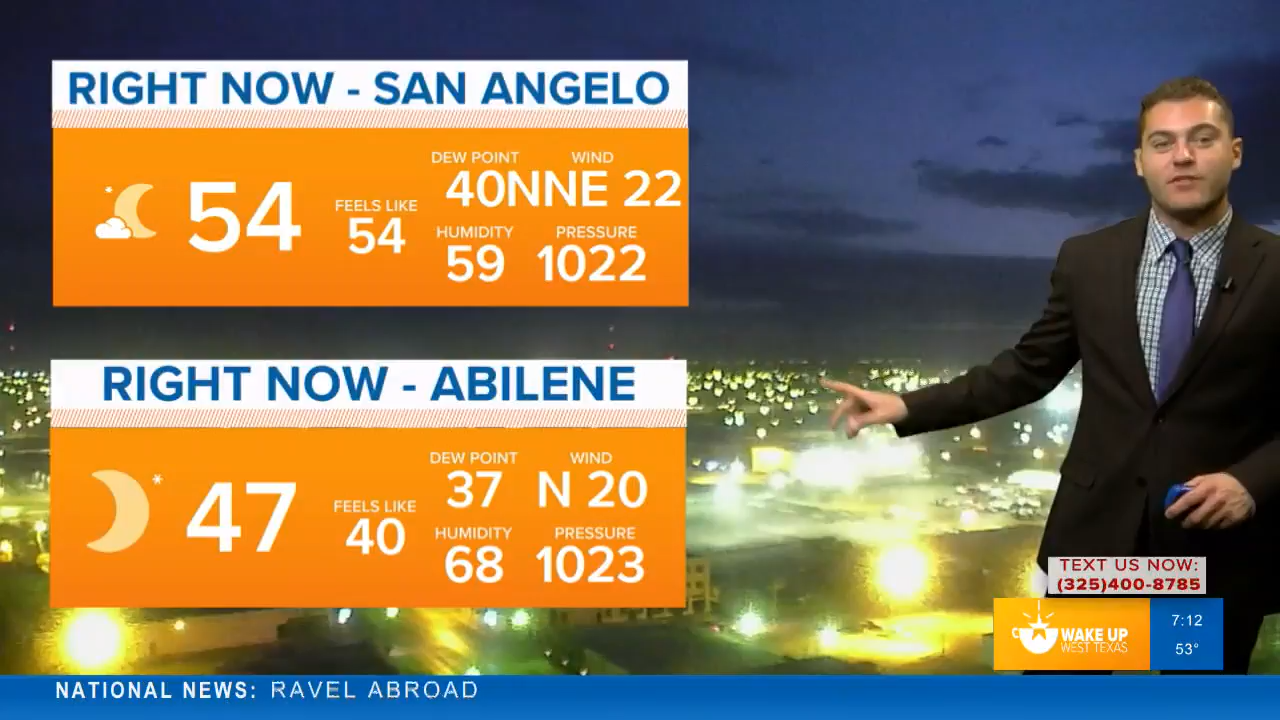 RIGHT NOW - SAN ANGELO
54
FEELS LIKE
54
DEW POINT
40
WIND
NNE 22
HUMIDITY
59
PRESSURE
1022
RIGHT NOW - ABILENE
47
FEELS LIKE
40
DEW POINT
37
WIND
N 20
HUMIDITY
68
PRESSURE
1023
TEXT US NOW:
(325)400-8785
WAKE UP
WEST TEXAS
7:12
53°
NATIONAL NEWS: RAVEL ABROAD